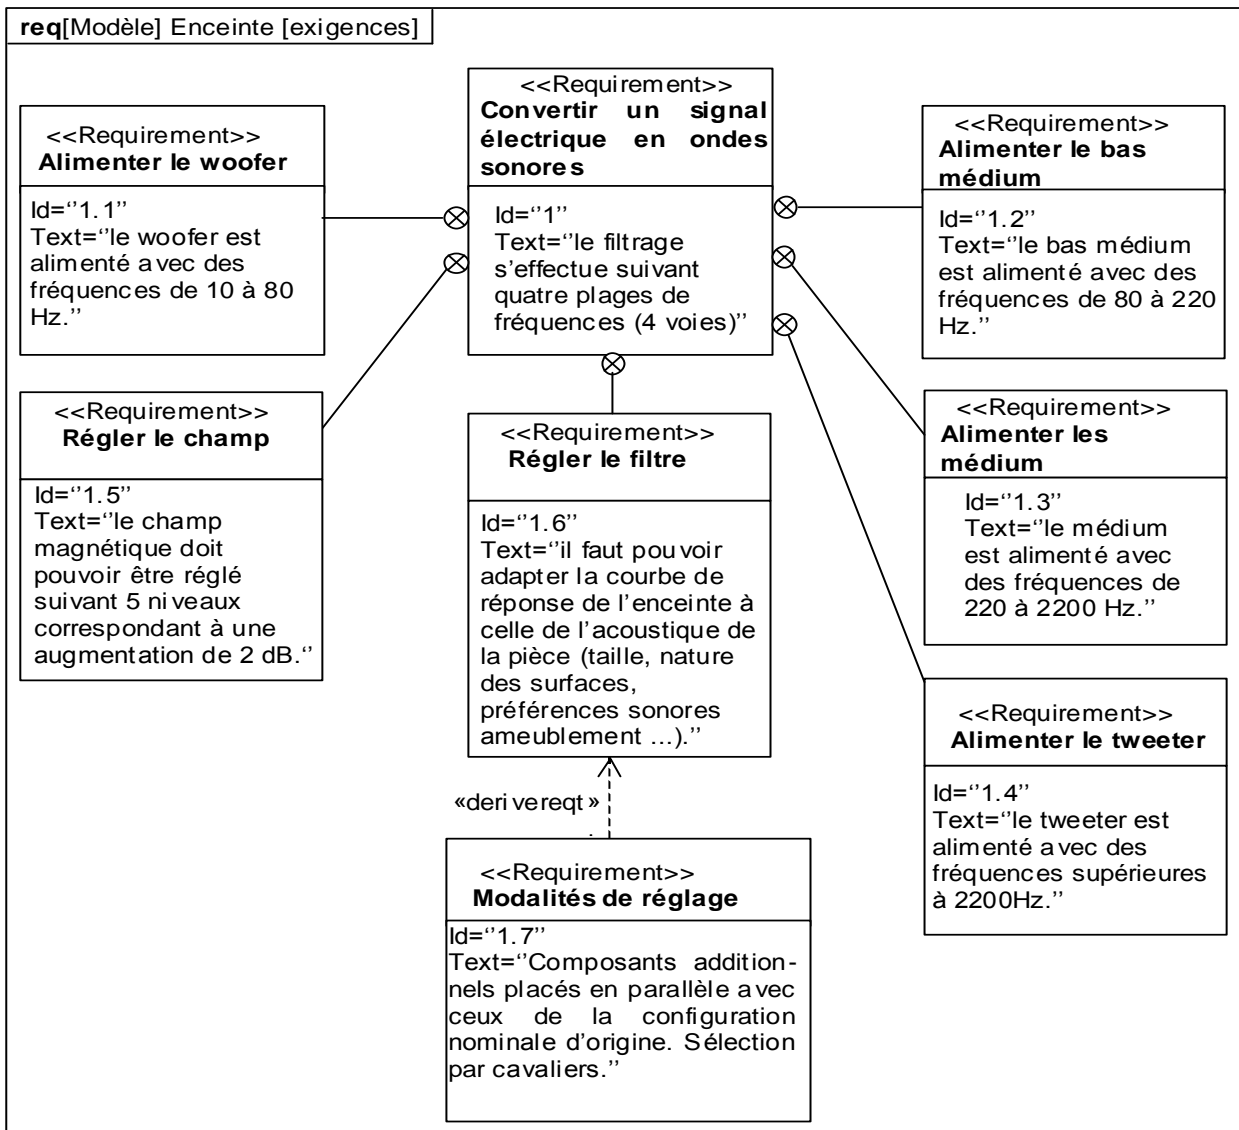 req[Modèle] Enceinte [exigences]
<<Requirement>>
Alimenter le woofer
Id=‘’1.1’’
Text=‘’le woofer est
alimenté avec des
fréquences de 10 à 80
Hz.’’
<<Requirement>>
Convertir un signal
électrique en ondes
sonores
Id=‘’1’’
Text=‘’le filtrage
s’effectue suivant
quatre plages de
fréquences (4 voies)’’
<<Requirement>>
Alimenter le bas
médium
Id=‘’1.2’’
Text=‘’le bas médium
est alimenté avec des
fréquences de 80 à 220
Hz.’’
<<Requirement>>
Régler le champ
Id=‘’1.5’’
Text=‘’le champ
magnétique doit
pouvoir être réglé
suivant 5 niveaux
correspondant à une
augmentation de 2 dB.‘’
<<Requirement>>
Régler le filtre
Id=‘’1.6’’
Text=‘’il faut pouvoir
adapter la courbe de
réponse de l’enceinte à
celle de l’acoustique de
la pièce (taille, nature
des surfaces,
préférences sonores
ameublement ...).’’
<<Requirement>>
Alimenter les
médium
Id=‘’1.3’’
Text=‘’le médium
est alimenté avec
des fréquences de
220 à 2200 Hz.’’
<<Requirement>>
Alimenter le tweeter
Id=‘’1.4’’
Text=‘’le tweeter est
alimenté avec des
fréquences supérieures
à 2200Hz.’’
«derivereqt»
<<Requirement>>
Modalités de réglage
Id=‘’1.7’’
Text=‘’Composants addition-
nels placés en parallèle avec
ceux de la configuration
nominale d’origine. Sélection
par cavaliers.’’